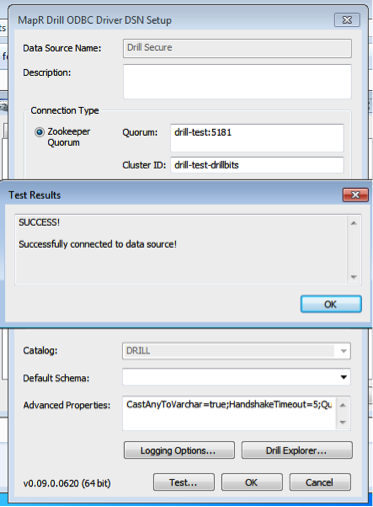 MapR Drill ODBC Driver DSN Setup
Data Source Name: Drill Secure
Description:
Connection Type
Zookeeper Quorum
Quorum: drill-test:5181
Cluster ID: drill-test-drillbits
Test Results
SUCCESS!
Successfully connected to data source!
OK
Catalog: DRILL
Default Schema:
Advanced Properties: CastAnyToVarchar=true;HandshakeTimeout=5;Qu
Logging Options... Drill Explorer...
v0.09.0.0620 (64 bit) Test... OK Cancel